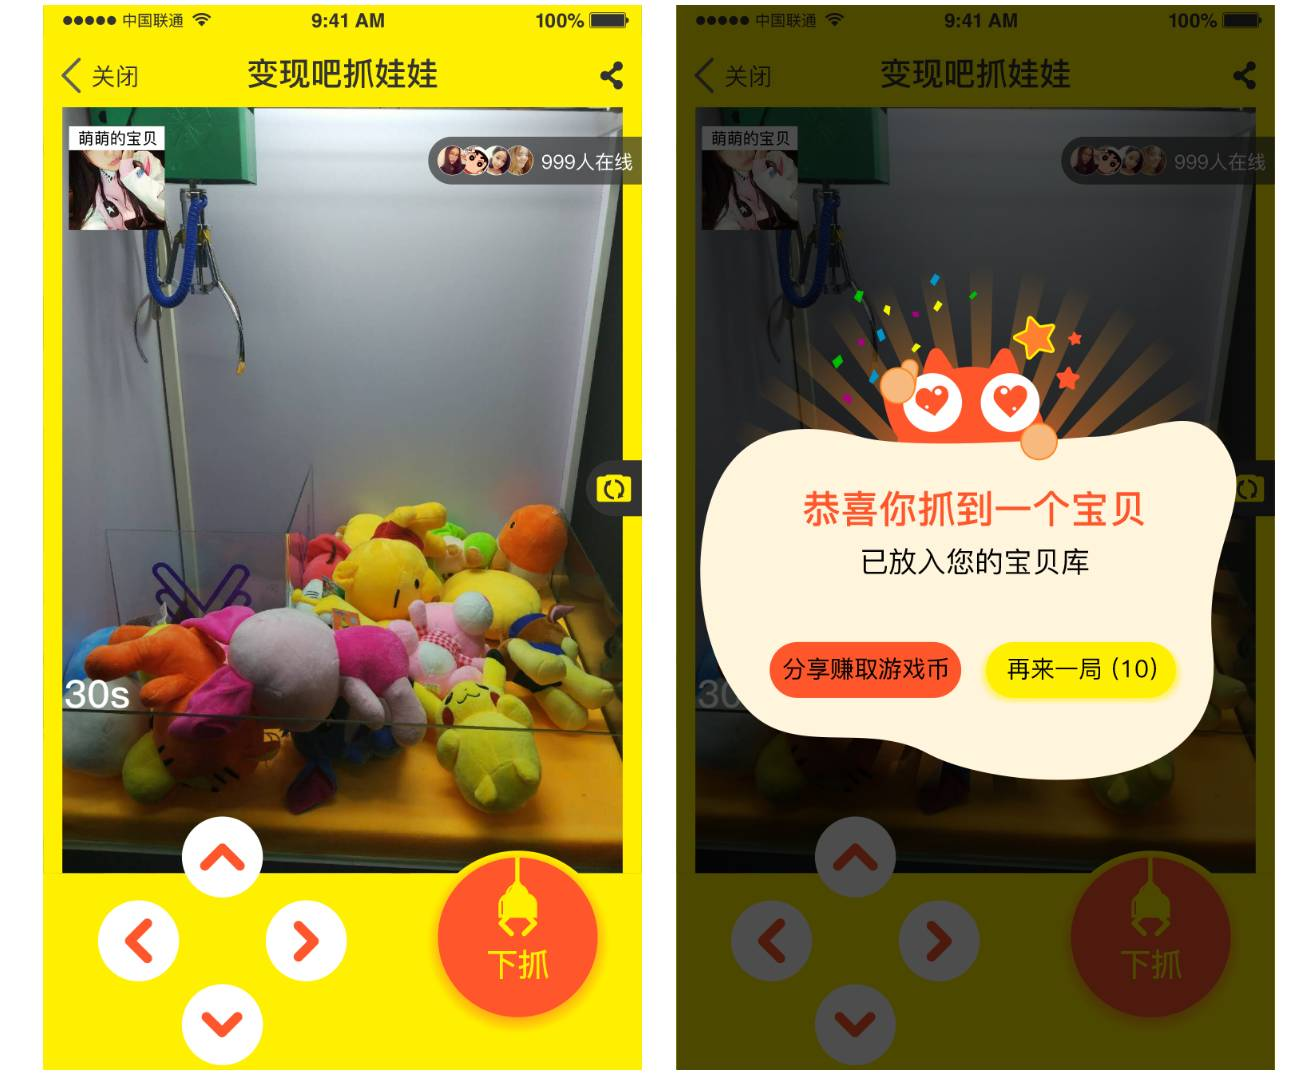 中国联通 9:41 AM 100%
关闭 变现吧抓娃娃
萌萌的宝贝
999人在线
30s
下抓
中国联通 9:41 AM 100%
关闭 变现吧抓娃娃
萌萌的宝贝
999人在线
恭喜你抓到一个宝贝
已放入您的宝贝库
分享赚取游戏币 再来一局 (10)
30
下抓